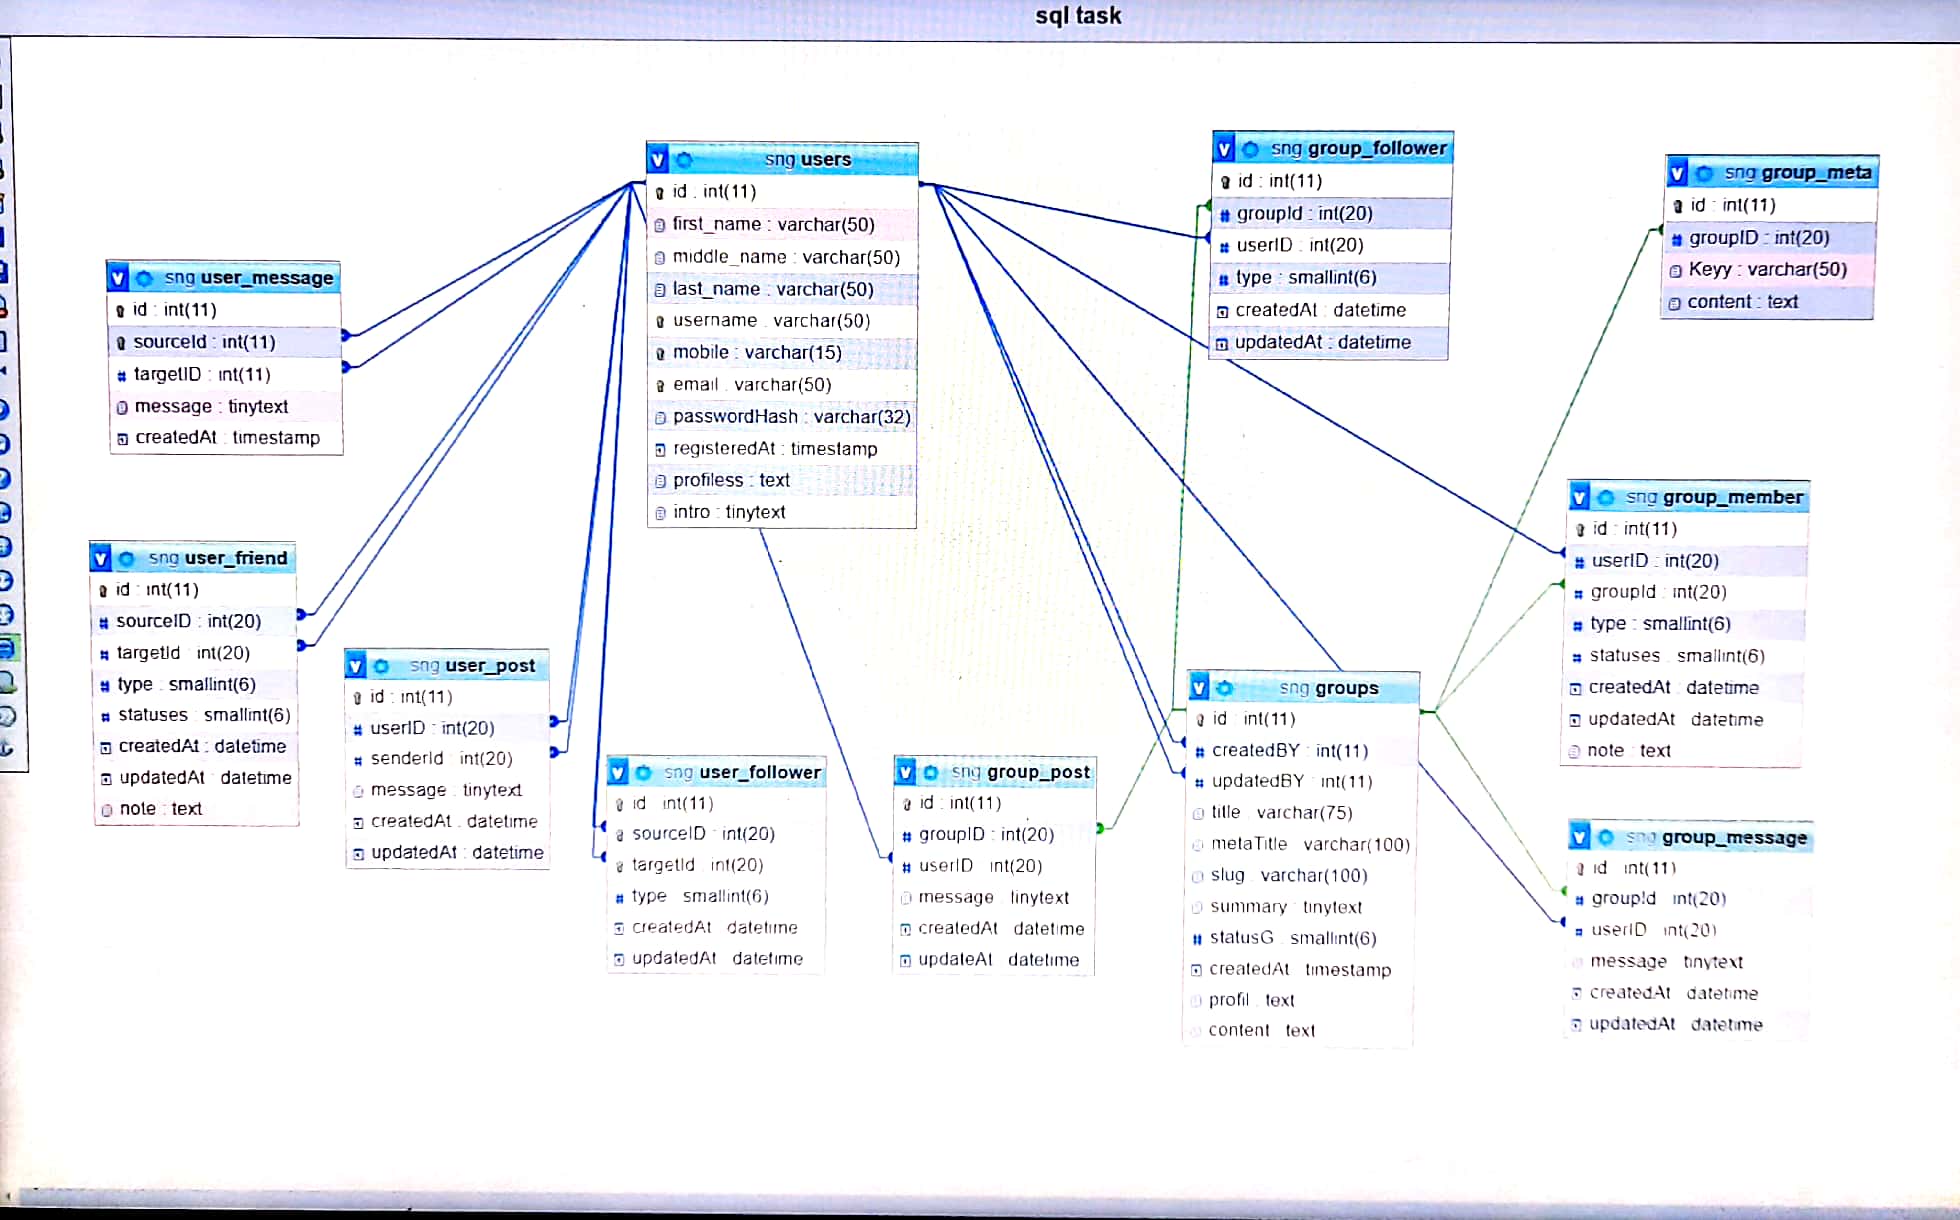 sql task
sng users
id : int(11)
first_name : varchar(50)
middle_name : varchar(50)
last_name : varchar(50)
username : varchar(50)
mobile : varchar(15)
email : varchar(50)
passwordHash : varchar(32)
registeredAt : timestamp
profiless : text
intro : tinytext
sng group_follower
id : int(11)
groupId : int(20)
userID : int(20)
type : smallint(6)
createdAt : datetime
updatedAt : datetime
sng group_meta
id : int(11)
groupID : int(20)
Keyy : varchar(50)
content : text
sng user_message
id : int(11)
sourceId : int(11)
targetID : int(11)
message : tinytext
createdAt : timestamp
sng user_friend
id : int(11)
sourceID : int(20)
targetId : int(20)
type : smallint(6)
statuses : smallint(6)
createdAt : datetime
updatedAt : datetime
note : text
sng user_post
id : int(11)
userID : int(20)
senderId : int(20)
message : tinytext
createdAt : datetime
updatedAt : datetime
sng user_follower
id : int(11)
sourceID : int(20)
targetId : int(20)
type : smallint(6)
createdAt : datetime
updatedAt : datetime
sng group_post
id : int(11)
groupID : int(20)
userID : int(20)
message : tinytext
createdAt : datetime
updateAt : datetime
sng groups
id : int(11)
createdBY : int(11)
updatedBY : int(11)
title : varchar(75)
metaTitle : varchar(100)
slug : varchar(100)
summary : tinytext
statusG : smallint(6)
createdAt : timestamp
profil : text
content : text
sng group_member
id : int(11)
userID : int(20)
groupId : int(20)
type : smallint(6)
statuses : smallint(6)
createdAt : datetime
updatedAt : datetime
note : text
sng group_message
id : int(11)
groupId : int(20)
userID : int(20)
message : tinytext
createdAt : datetime
updatedAt : datetime